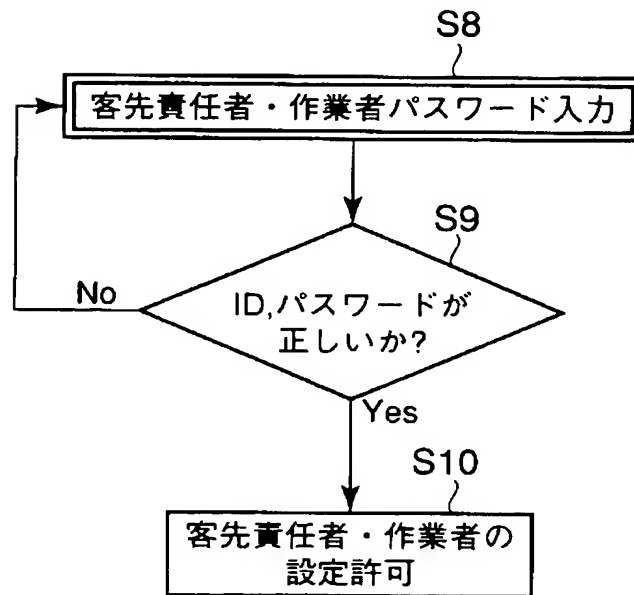 S8
客先責任者・作業者パスワード入力
S9
No
ID,パスワードが
正しいか?
Yes
S10
客先責任者・作業者の
設定許可